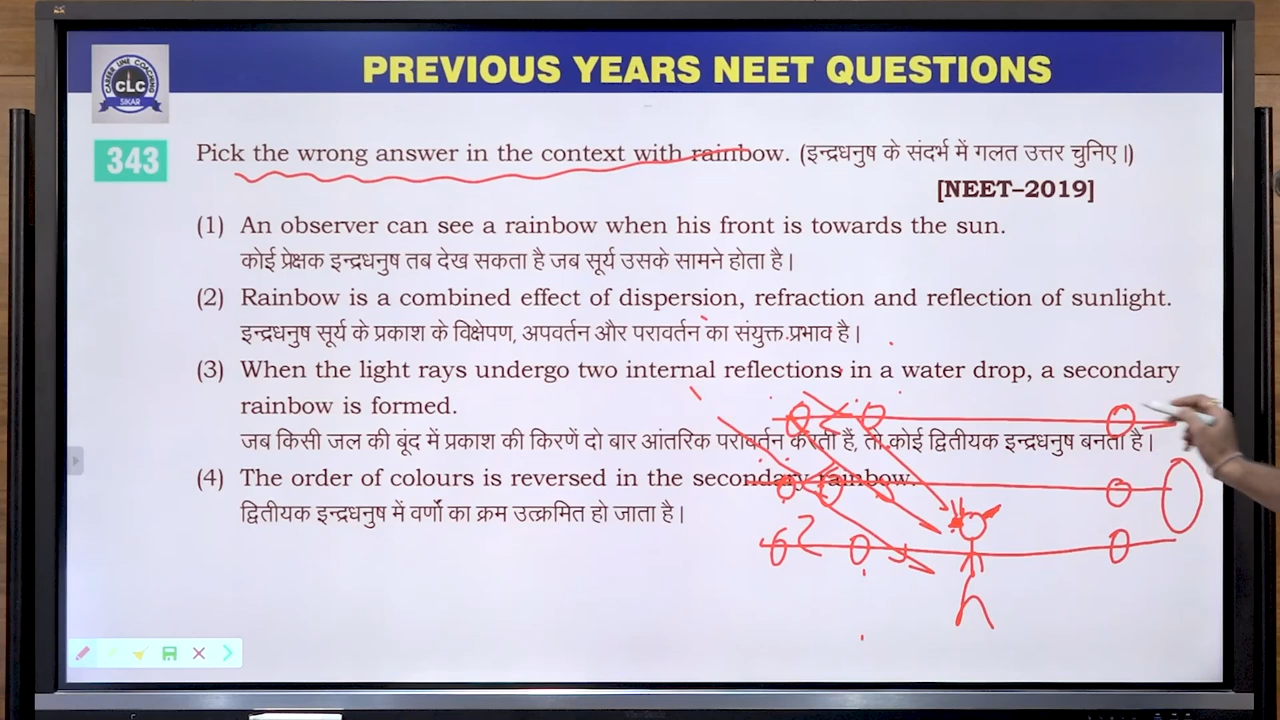 PREVIOUS YEARS NEET QUESTIONS
CAREER LINE COACHING
CLC
SIKAR
343
Pick the wrong answer in the context with rainbow. (इन्द्रधनुष के संदर्भ में गलत उत्तर चुनिए।)
[NEET–2019]
(1) An observer can see a rainbow when his front is towards the sun.
कोई प्रेक्षक इन्द्रधनुष तब देख सकता है जब सूर्य उसके सामने होता है।
(2) Rainbow is a combined effect of dispersion, refraction and reflection of sunlight.
इन्द्रधनुष सूर्य के प्रकाश के विक्षेपण, अपवर्तन और परावर्तन का संयुक्त प्रभाव है।
(3) When the light rays undergo two internal reflections in a water drop, a secondary
rainbow is formed.
जब किसी जल की बूंद में प्रकाश की किरणें दो बार आंतरिक परावर्तन करती हैं, तो कोई द्वितीयक इन्द्रधनुष बनता है।
(4) The order of colours is reversed in the secondary rainbow.
द्वितीयक इन्द्रधनुष में वर्णों का क्रम उत्क्रमित हो जाता है।